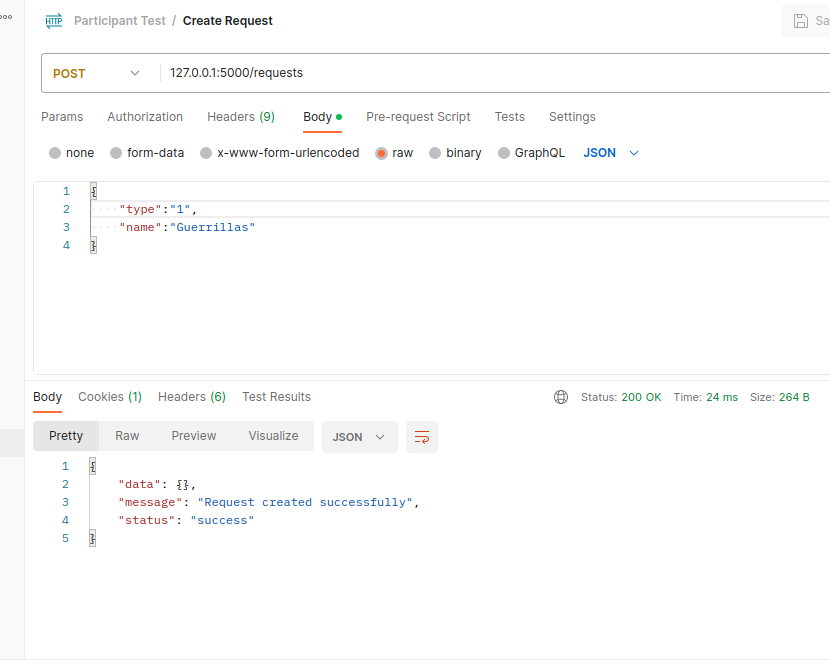 HTTP Participant Test / Create Request Sa
POST 127.0.0.1:5000/requests
Params Authorization Headers (9) Body Pre-request Script Tests Settings
none form-data x-www-form-urlencoded raw binary GraphQL JSON
1 {
2 "type":"1",
3 "name":"Guerrillas"
4 }
Body Cookies (1) Headers (6) Test Results Status: 200 OK Time: 24 ms Size: 264 B
Pretty Raw Preview Visualize JSON
1 {
2 "data": {},
3 "message": "Request created successfully",
4 "status": "success"
5 }